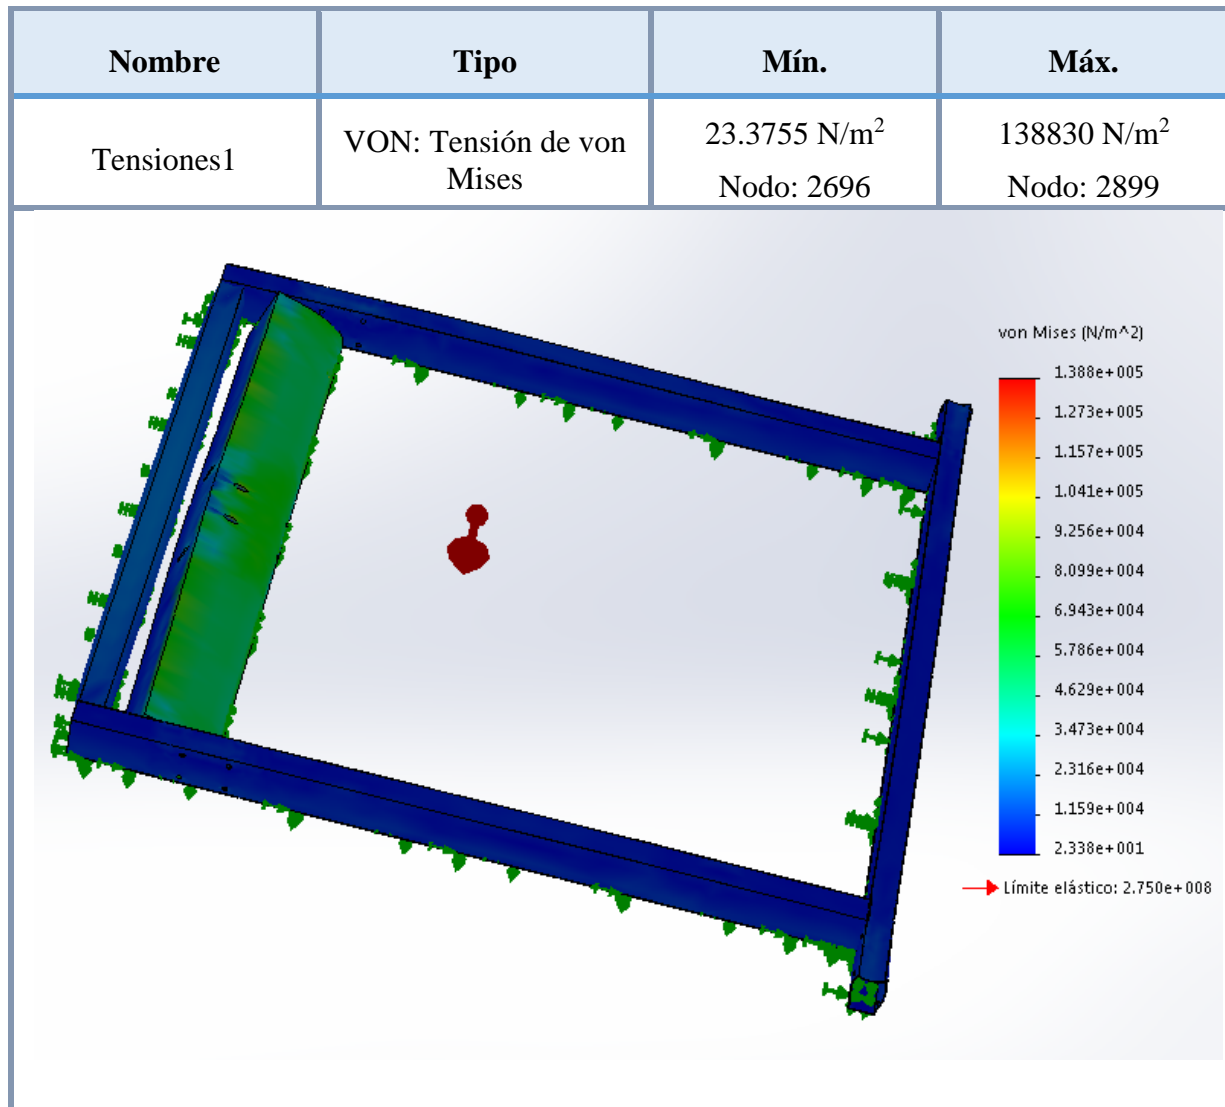 Nombre Tipo Mín. Máx.
Tensiones1 VON: Tensión de von Mises 23.3755 N/m² 138830 N/m²
Nodo: 2696 Nodo: 2899
von Mises (N/m^2)
1.388e+005
1.273e+005
1.157e+005
1.041e+005
9.256e+004
8.099e+004
6.943e+004
5.786e+004
4.629e+004
3.473e+004
2.316e+004
1.159e+004
2.338e+001
Límite elástico: 2.750e+008